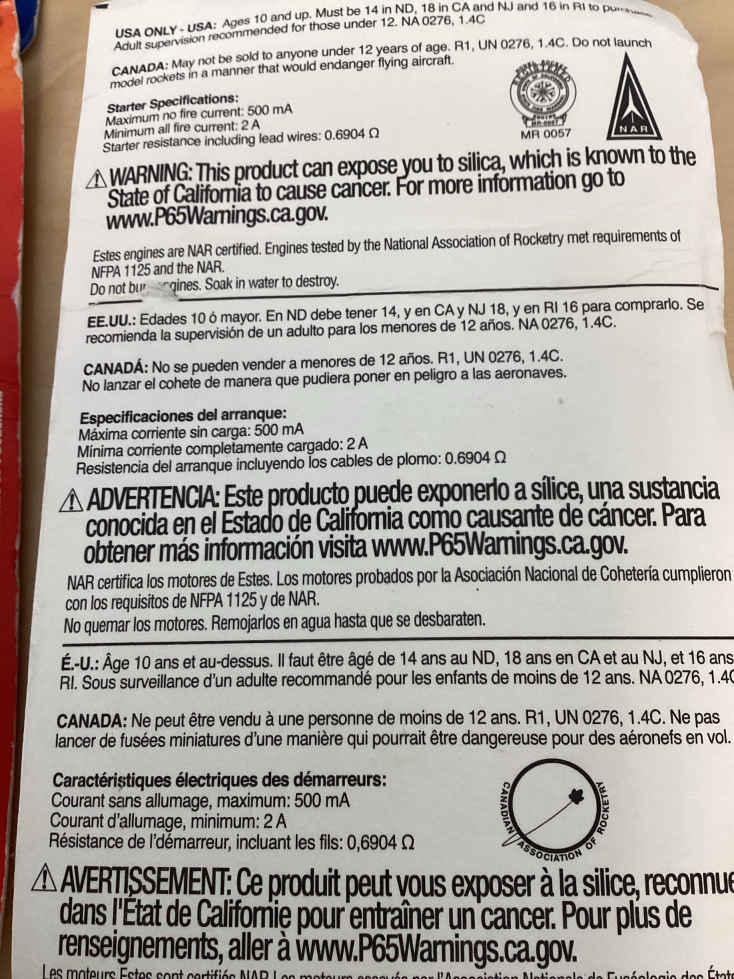 USA ONLY - USA: Ages 10 and up. Must be 14 in ND, 18 in CA and NJ and 16 in RI to
Adult supervision recommended for those under 12. NA 0276, 1.4C
CANADA: May not be sold to anyone under 12 years of age. R1, UN 0276, 1.4C. Do not launch
model rockets in a manner that would endanger flying aircraft.
Starter Specifications:
Maximum no fire current: 500 mA
Minimum all fire current: 2 A
Starter resistance including lead wires: 0.6904 Ω
MR 0057
NAR
⚠ WARNING: This product can expose you to silica, which is known to the
State of California to cause cancer. For more information go to
www.P65Warnings.ca.gov.
Estes engines are NAR certified. Engines tested by the National Association of Rocketry met requirements of
NFPA 1125 and the NAR.
Do not engines. Soak in water to destroy.
EE.UU.: Edades 10 ó mayor. En ND debe tener 14, y en CA y NJ 18, y en RI 16 para comprarlo. Se
recomienda la supervisión de un adulto para los menores de 12 años. NA 0276, 1.4C.
CANADÁ: No se pueden vender a menores de 12 años. R1, UN 0276, 1.4C.
No lanzar el cohete de manera que pudiera poner en peligro a las aeronaves.
Especificaciones del arranque:
Máxima corriente sin carga: 500 mA
Mínima corriente completamente cargado: 2 A
Resistencia del arranque incluyendo los cables de plomo: 0.6904 Ω
⚠ ADVERTENCIA: Este producto puede exponerlo a sílice, una sustancia
conocida en el Estado de California como causante de cáncer. Para
obtener más información visita www.P65Warnings.ca.gov.
NAR certifica los motores de Estes. Los motores probados por la Asociación Nacional de Cohetería cumplieron
con los requisitos de NFPA 1125 y de NAR.
No quemar los motores. Remojarlos en agua hasta que se desbaraten.
É.-U.: Âge 10 ans et au-dessus. Il faut être âgé de 14 ans au ND, 18 ans en CA et au NJ, et 16 ans
RI. Sous surveillance d'un adulte recommandé pour les enfants de moins de 12 ans. NA 0276, 1.4C
CANADA: Ne peut être vendu à une personne de moins de 12 ans. R1, UN 0276, 1.4C. Ne pas
lancer de fusées miniatures d'une manière qui pourrait être dangereuse pour des aéronefs en vol.
Caractéristiques électriques des démarreurs:
Courant sans allumage, maximum: 500 mA
Courant d'allumage, minimum: 2 A
Résistance de l'démarreur, incluant les fils: 0,6904 Ω
CANADIAN ASSOCIATION OF ROCKETRY
⚠ AVERTISSEMENT: Ce produit peut vous exposer à la silice, reconnue
dans l'État de Californie pour entraîner un cancer. Pour plus de
renseignements, aller à www.P65Warnings.ca.gov.
Les moteurs Estes sont certifiés NAR